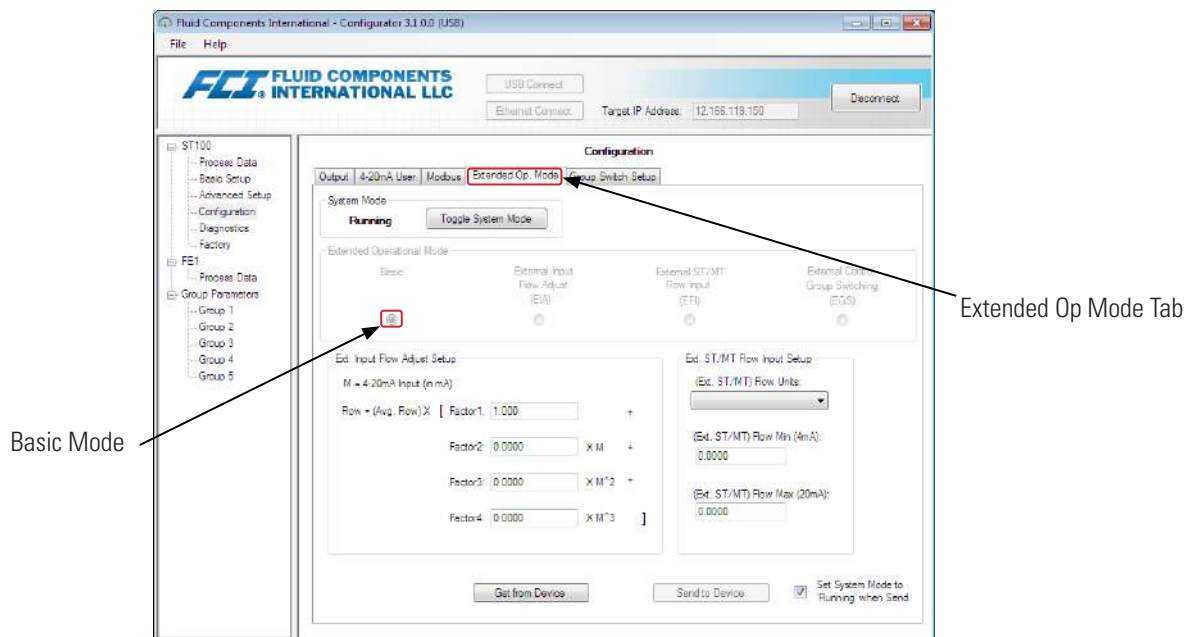 Fluid Components International - Configurator 3.1.0.0 (USB)
File Help
FCI FLUID COMPONENTS INTERNATIONAL LLC
USB Connect
Ethernet Connect
Target IP Address: 12.166.119.150
Disconnect
ST100
Process Data
Basic Setup
Advanced Setup
Configuration
Diagnostics
Factory
FE1
Process Data
Group Parameters
Group 1
Group 2
Group 3
Group 4
Group 5
Configuration
Output 4-20mA User Modbus Extended Op. Mode Group Switch Setup
System Mode
Running
Toggle System Mode
Extended Operational Mode
Basic
External Input Flow Adjust (EIA)
External ST/MT Flow Input (EFI)
External Control Group Switching (EGS)
Ext. Input Flow Adjust Setup
M = 4-20mA Input (in mA)
Flow = (Avg. Flow) X [ Factor1: 1.000 +
Factor2: 0.0000 X M +
Factor3: 0.0000 X M^2 +
Factor4: 0.0000 X M^3 ]
Ext. ST/MT Flow Input Setup
(Ext. ST/MT) Flow Units:
(Ext. ST/MT) Flow Min (4mA):
0.0000
(Ext. ST/MT) Flow Max (20mA):
0.0000
Get from Device
Send to Device
Set System Mode to 'Running' when Send
Extended Op Mode Tab
Basic Mode